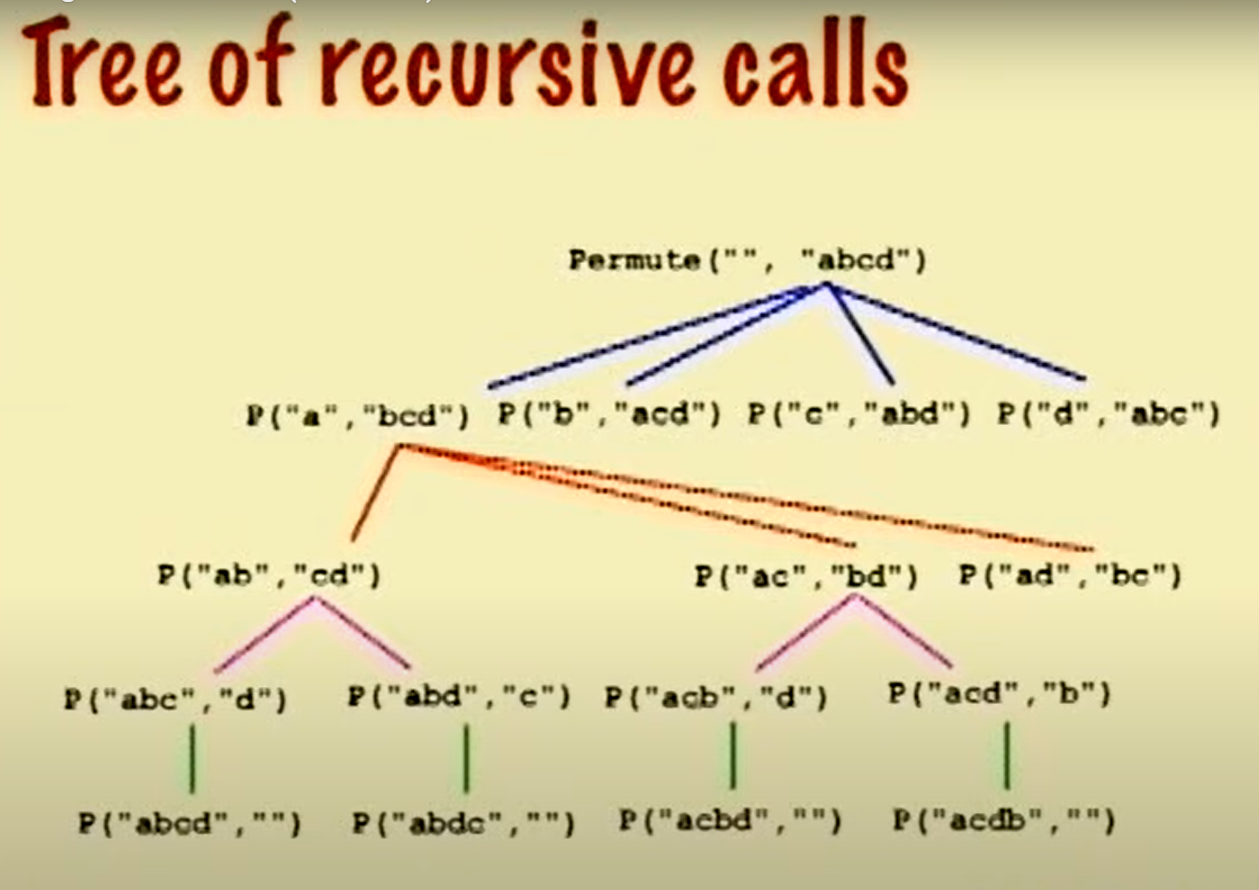 Tree of recursive calls
Permute("", "abcd")
P("a","bcd") P("b","acd") P("c","abd") P("d","abc")
P("ab","cd") P("ac","bd") P("ad","bc")
P("abc","d") P("abd","c") P("acb","d") P("acd","b")
P("abcd","") P("abdc","") P("acbd","") P("acdb","")